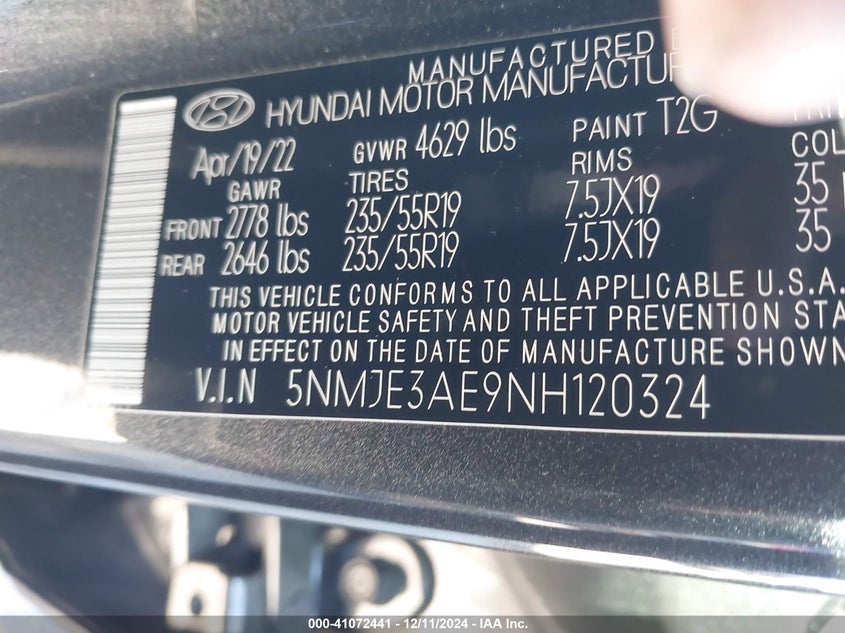 MANUFACTURED
HYUNDAI MOTOR
Apr/19/22 GVWR 4629 lbs PAINT T2G
GAWR TIRES RIMS
FRONT 2778 lbs 235/55R19 7.5JX19 35
REAR 2646 lbs 235/55R19 7.5JX19 35
THIS VEHICLE CONFORMS TO ALL APPLICABLE U.S.A.
MOTOR VEHICLE SAFETY AND THEFT PREVENTION STA
IN EFFECT ON THE DATE OF MANUFACTURE SHOWN
V.I.N 5NMJE3AE9NH120324
000-41072441 - 12/11/2024 - IAA Inc.